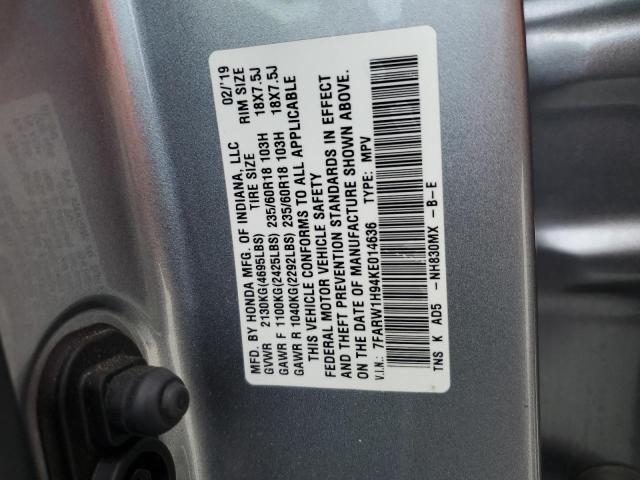 MFD. BY HONDA MFG. OF INDIANA, LLC 02/'19
TIRE SIZE RIM SIZE
GVWR 2130KG(4695LBS)
GAWR F 1100KG(2425LBS) 235/60R18 103H 18X7.5J
GAWR R 1040KG(2292LBS) 235/60R18 103H 18X7.5J
THIS VEHICLE CONFORMS TO ALL APPLICABLE
FEDERAL MOTOR VEHICLE SAFETY
AND THEFT PREVENTION STANDARDS IN EFFECT
ON THE DATE OF MANUFACTURE SHOWN ABOVE.
V.I.N.: 7FARW1H94KE014636 TYPE: MPV
TNS K AD5 -NH830MX -B-E